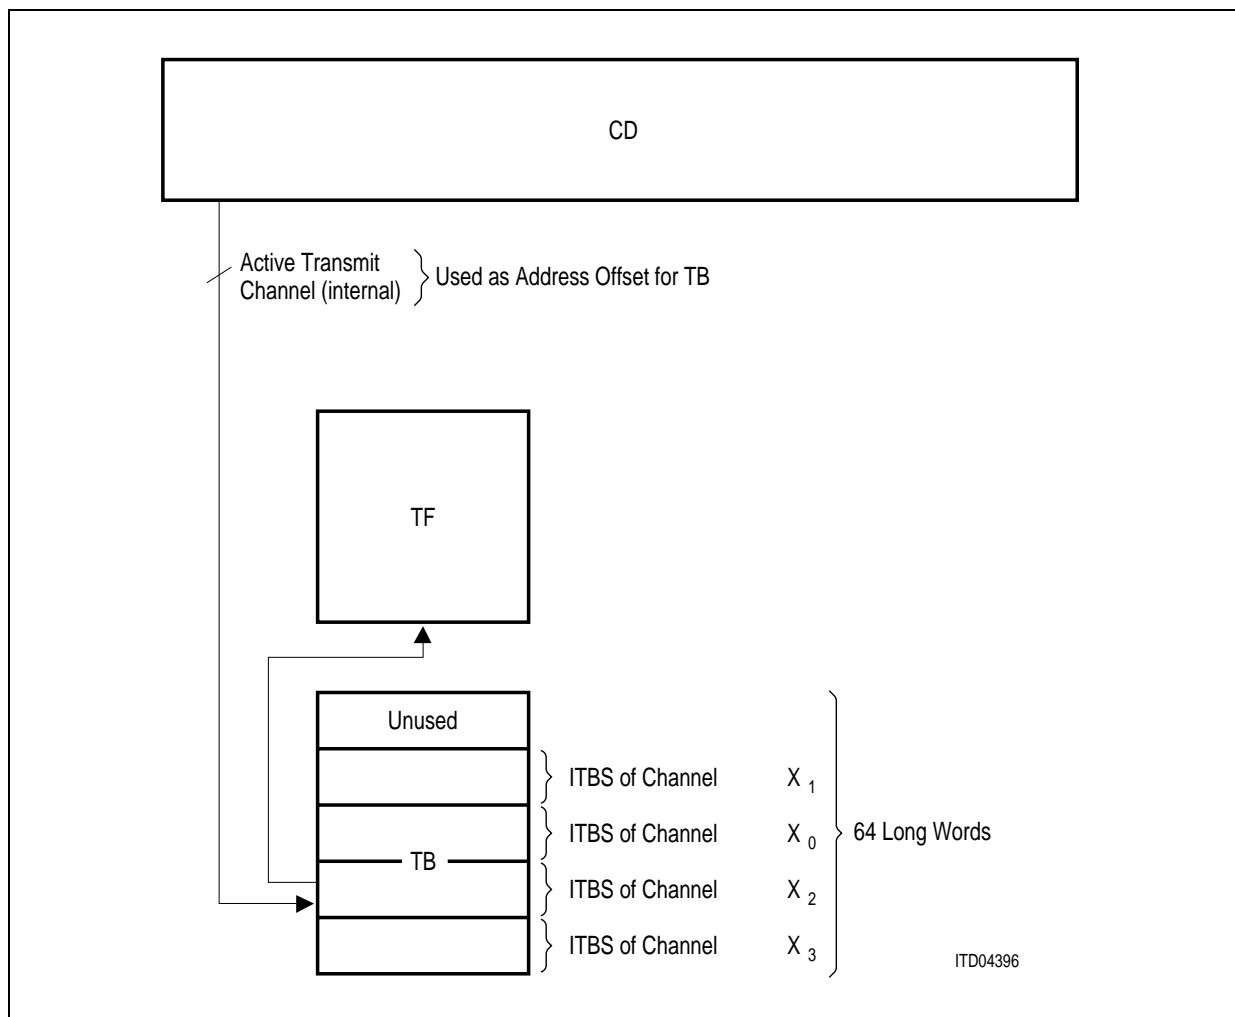 CD
Active Transmit
Channel (internal)
Used as Address Offset for TB
TF
Unused
ITBS of Channel X 1
ITBS of Channel X 0
64 Long Words
TB
ITBS of Channel X 2
ITBS of Channel X 3
ITD04396